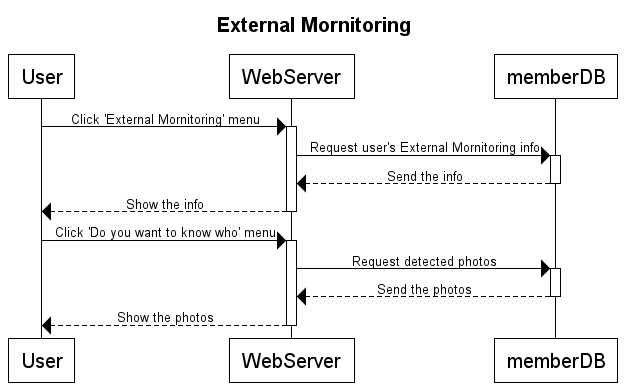 External Mornitoring
User
WebServer
memberDB
Click 'External Mornitoring' menu
Request user's External Mornitoring info
Send the info
Show the info
Click 'Do you want to know who' menu
Request detected photos
Send the photos
Show the photos
User
WebServer
memberDB